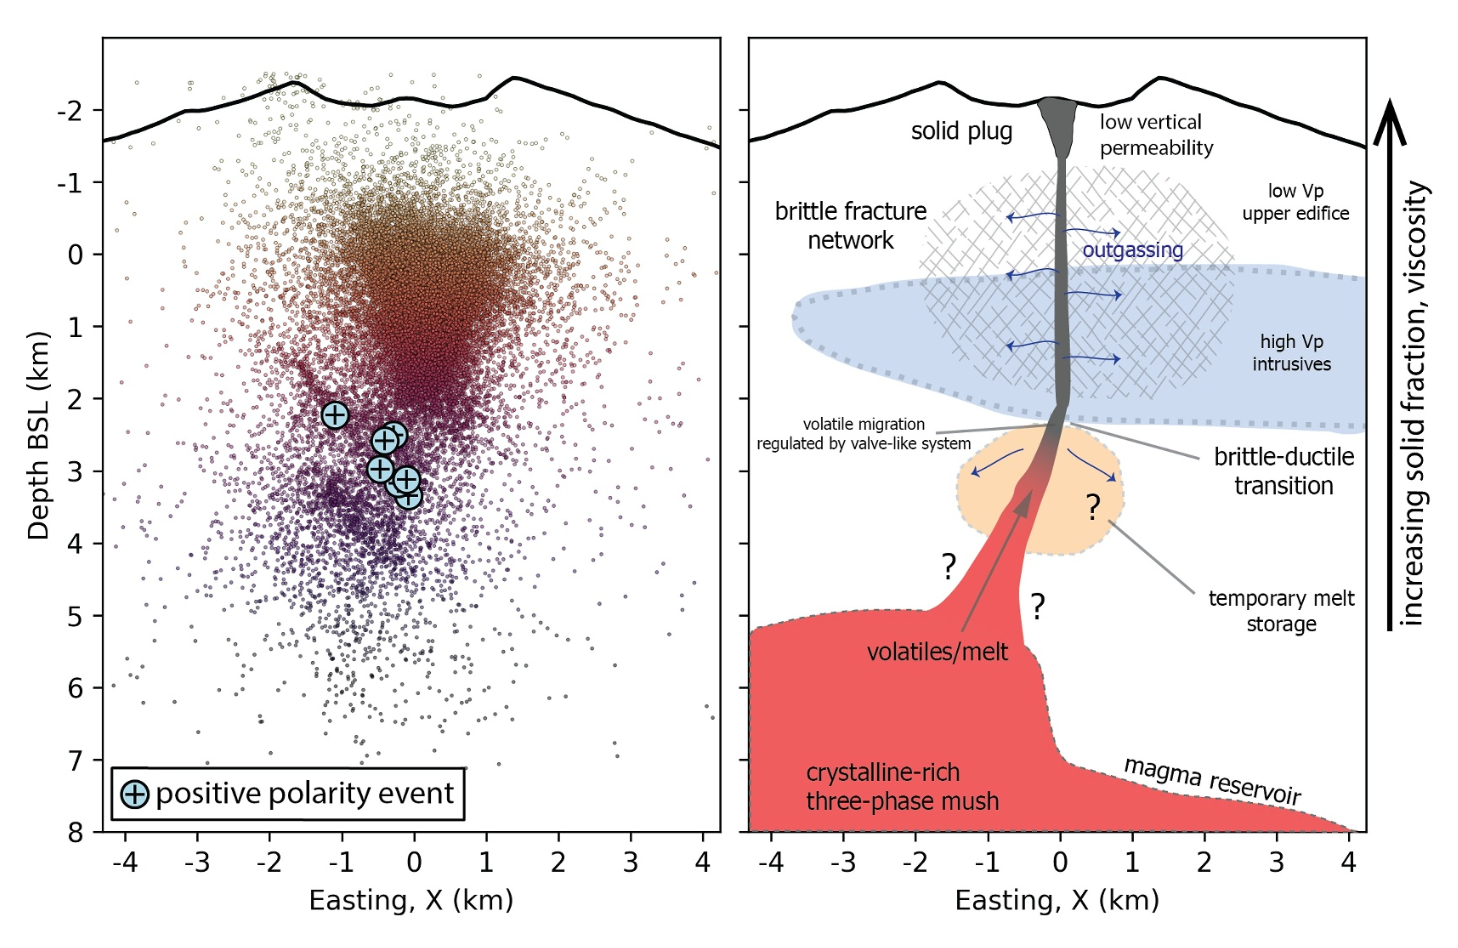 Depth BSL (km)
-2
-1
0
1
2
3
4
5
6
7
8
positive polarity event
-4
-3
-2
-1
0
1
2
3
4
Easting, X (km)
solid plug
low vertical
permeability
low Vp
upper edifice
brittle fracture
network
outgassing
high Vp
intrusives
volatile migration
regulated by valve-like system
brittle-ductile
transition
?
?
?
temporary melt
storage
volatiles/melt
crystalline-rich
three-phase mush
magma reservoir
-4
-3
-2
-1
0
1
2
3
4
Easting, X (km)
increasing solid fraction, viscosity